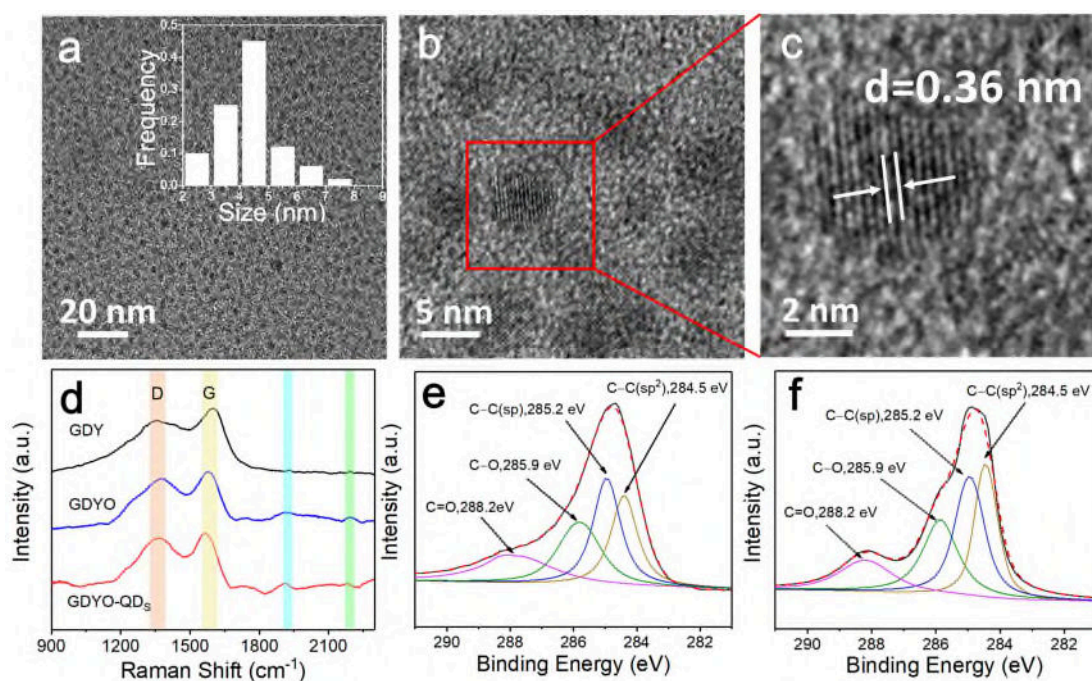 a
0.5
0.4
0.3
0.2
0.1
0.0
Frequency
2 3 4 5 6 7 8 9
Size (nm)
20 nm
b
5 nm
c
d=0.36 nm
2 nm
d
D G
GDY
GDYO
GDYO-QDS
Intensity (a.u.)
900 1200 1500 1800 2100
Raman Shift (cm-1)
e
C–C(sp2),284.5 eV
C–C(sp),285.2 eV
C–O,285.9 eV
C=O,288.2eV
Intensity (a.u.)
290 288 286 284 282
Binding Energy (eV)
f
C–C(sp2),284.5 eV
C–C(sp),285.2 eV
C–O,285.9 eV
C=O,288.2 eV
Intensity (a.u.)
290 288 286 284 282
Binding Energy (eV)